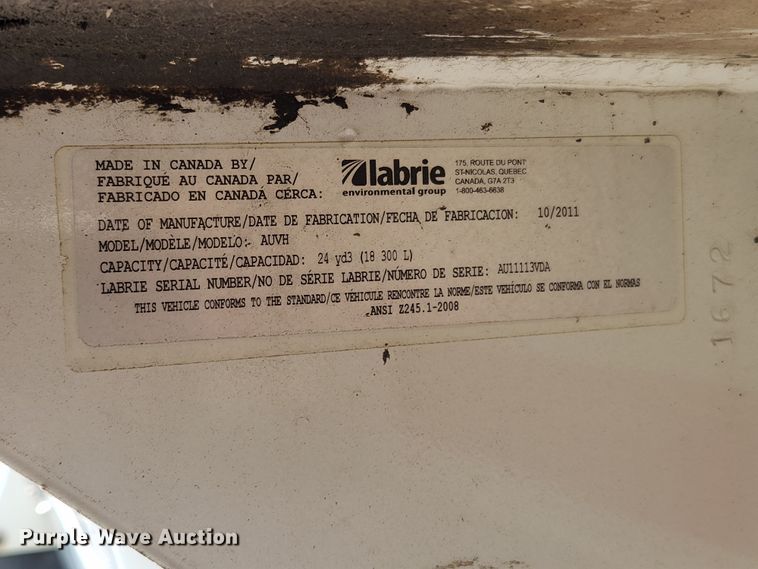 MADE IN CANADA BY/
FABRIQUÉ AU CANADA PAR/
FABRICADO EN CANADÁ CERCA:
labrie
environmental group
175, ROUTE DU PONT
ST-NICOLAS, QUEBEC
CANADA, G7A 2T3
1-800-463-6638
DATE OF MANUFACTURE/DATE DE FABRICATION/FECHA DE FABRICACION: 10/2011
MODEL/MODÈLE/MODELO: AUVH
CAPACITY/CAPACITÉ/CAPACIDAD: 24 yd3 (18 300 L)
LABRIE SERIAL NUMBER/NO DE SÉRIE LABRIE/NÚMERO DE SERIE: AU11113VDA
THIS VEHICLE CONFORMS TO THE STANDARD/CE VÉHICULE RENCONTRE LA NORME/ESTE VEHÍCULO SE CONFORMA CON EL NORMAS
ANSI Z245.1-2008
1672
Purple Wave Auction